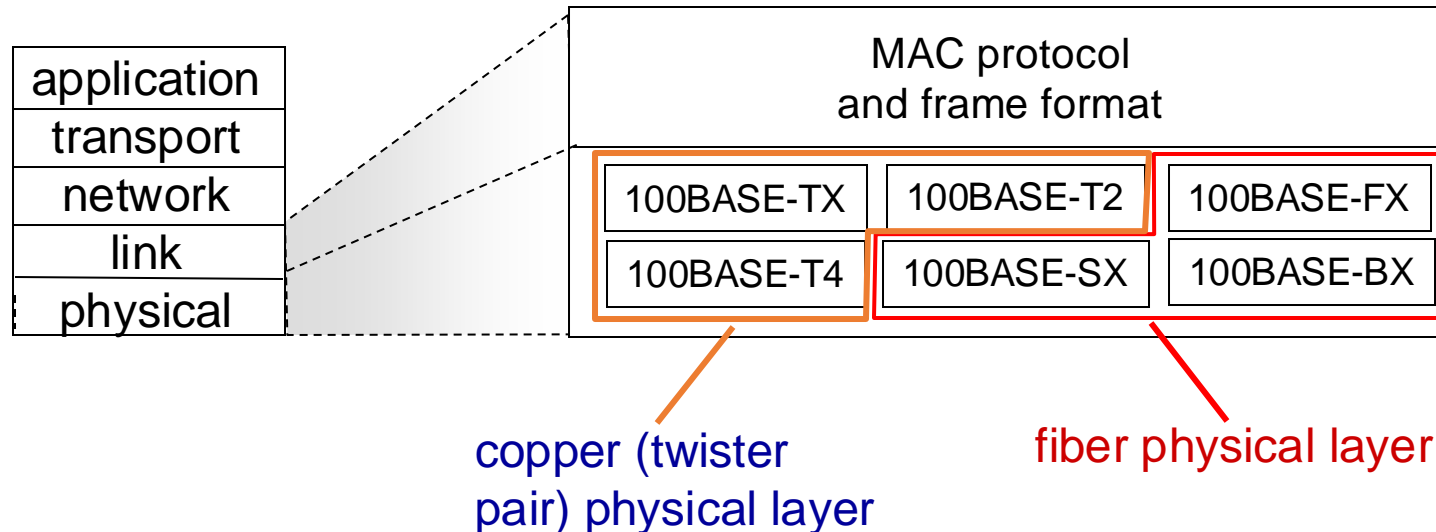 application
transport
network
link
physical
MAC protocol
and frame format
100BASE-TX
100BASE-T2
100BASE-FX
100BASE-T4
100BASE-SX
100BASE-BX
copper (twister
pair) physical layer
fiber physical layer